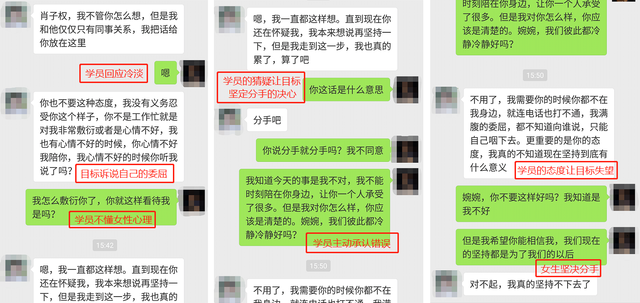 肖子权，我不管你怎么想，但是我
和他仅仅只有同事关系，我把话给
你放在这里
学员回应冷淡
嗯
你也不要这种态度，我没有义务忍
受你这个样子，你不是工作忙就是
对我非常敷衍或者是心情不好，我
也有心情不好的时候，你心情不好
我陪你，我心情不好的时候你听我
说了吗？
目标诉说自己的委屈
我怎么敷衍你了，你就这样看待我
是吗？
学员不懂女性心理
15:42
嗯，我一直都这样想。直到现在你
还在怀疑我，我本来想说再坚持一
下，但是我走到这一步，我也真的
嗯，我一直都这样想。直到现在你
还在怀疑我，我本来想说再坚持一
下，但是我走到这一步，我也真的
累了，算了吧
学员的猜疑让目标
坚定分手的决心
你这话是什么意思
分手吧
你说分手就分手吗？我不同意
我知道今天的事是我不对，我不能
时刻陪在你身边，让你一个人承受
了很多。但是我对你怎么样，你应
该是清楚的。婉婉，我们彼此都冷
静冷静好吗？
学员主动承认错误
15:50
不用了，我需要你的时候你都不在
我身边，就连电话也打不通，我满
时刻陪在你身边，让你一个人承受
了很多。但是我对你怎么样，你应
该是清楚的。婉婉，我们彼此都冷
静冷静好吗？
15:50
不用了，我需要你的时候你都不在
我身边，就连电话也打不通，我满
腹的委屈，都不知道向谁说，只能
自己咽下去。更重要的是你的态
度，我真的不知道现在坚持到底有
什么意义
学员的态度让目标失望
婉婉，你不要这样好吗？我知道是
我不好
但是我希望你能相信我，我们现在
的坚持都是为了我们的以后
女生坚决分手
对不起，我真的坚持不下去了